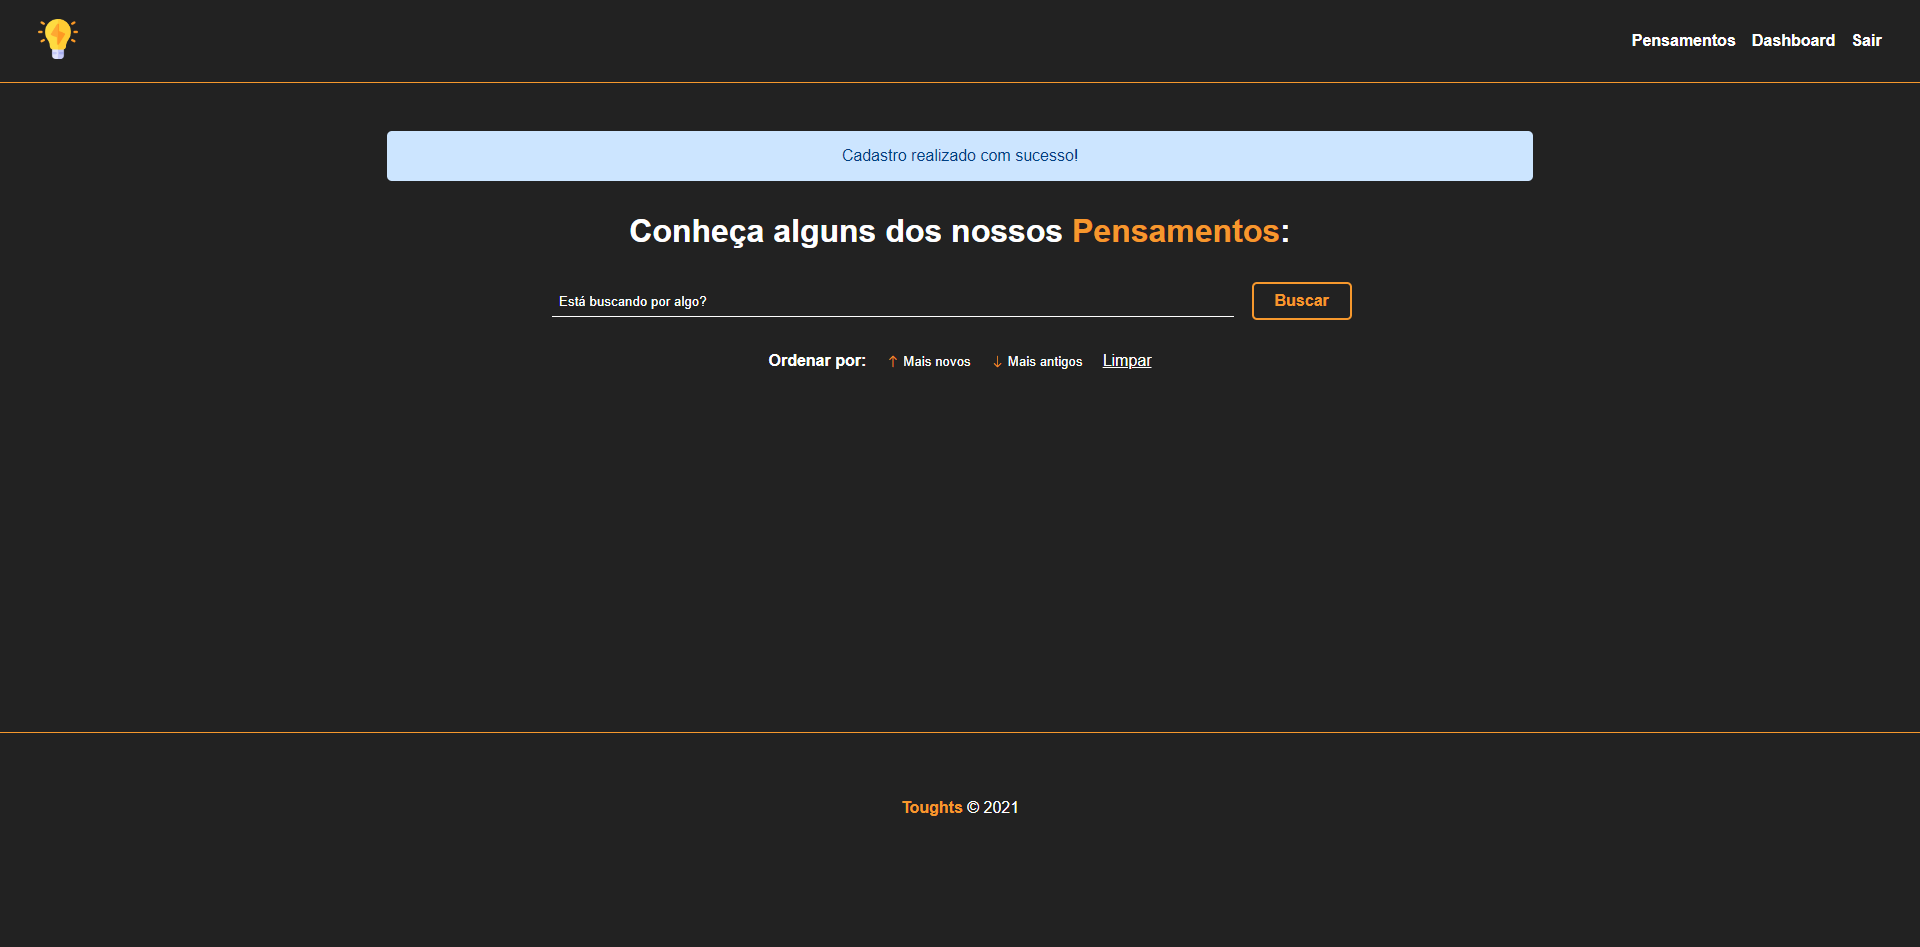 Pensamentos Dashboard Sair
Cadastro realizado com sucesso!
Conheça alguns dos nossos Pensamentos:
Está buscando por algo? Buscar
Ordenar por: Mais novos Mais antigos Limpar
Toughts © 2021